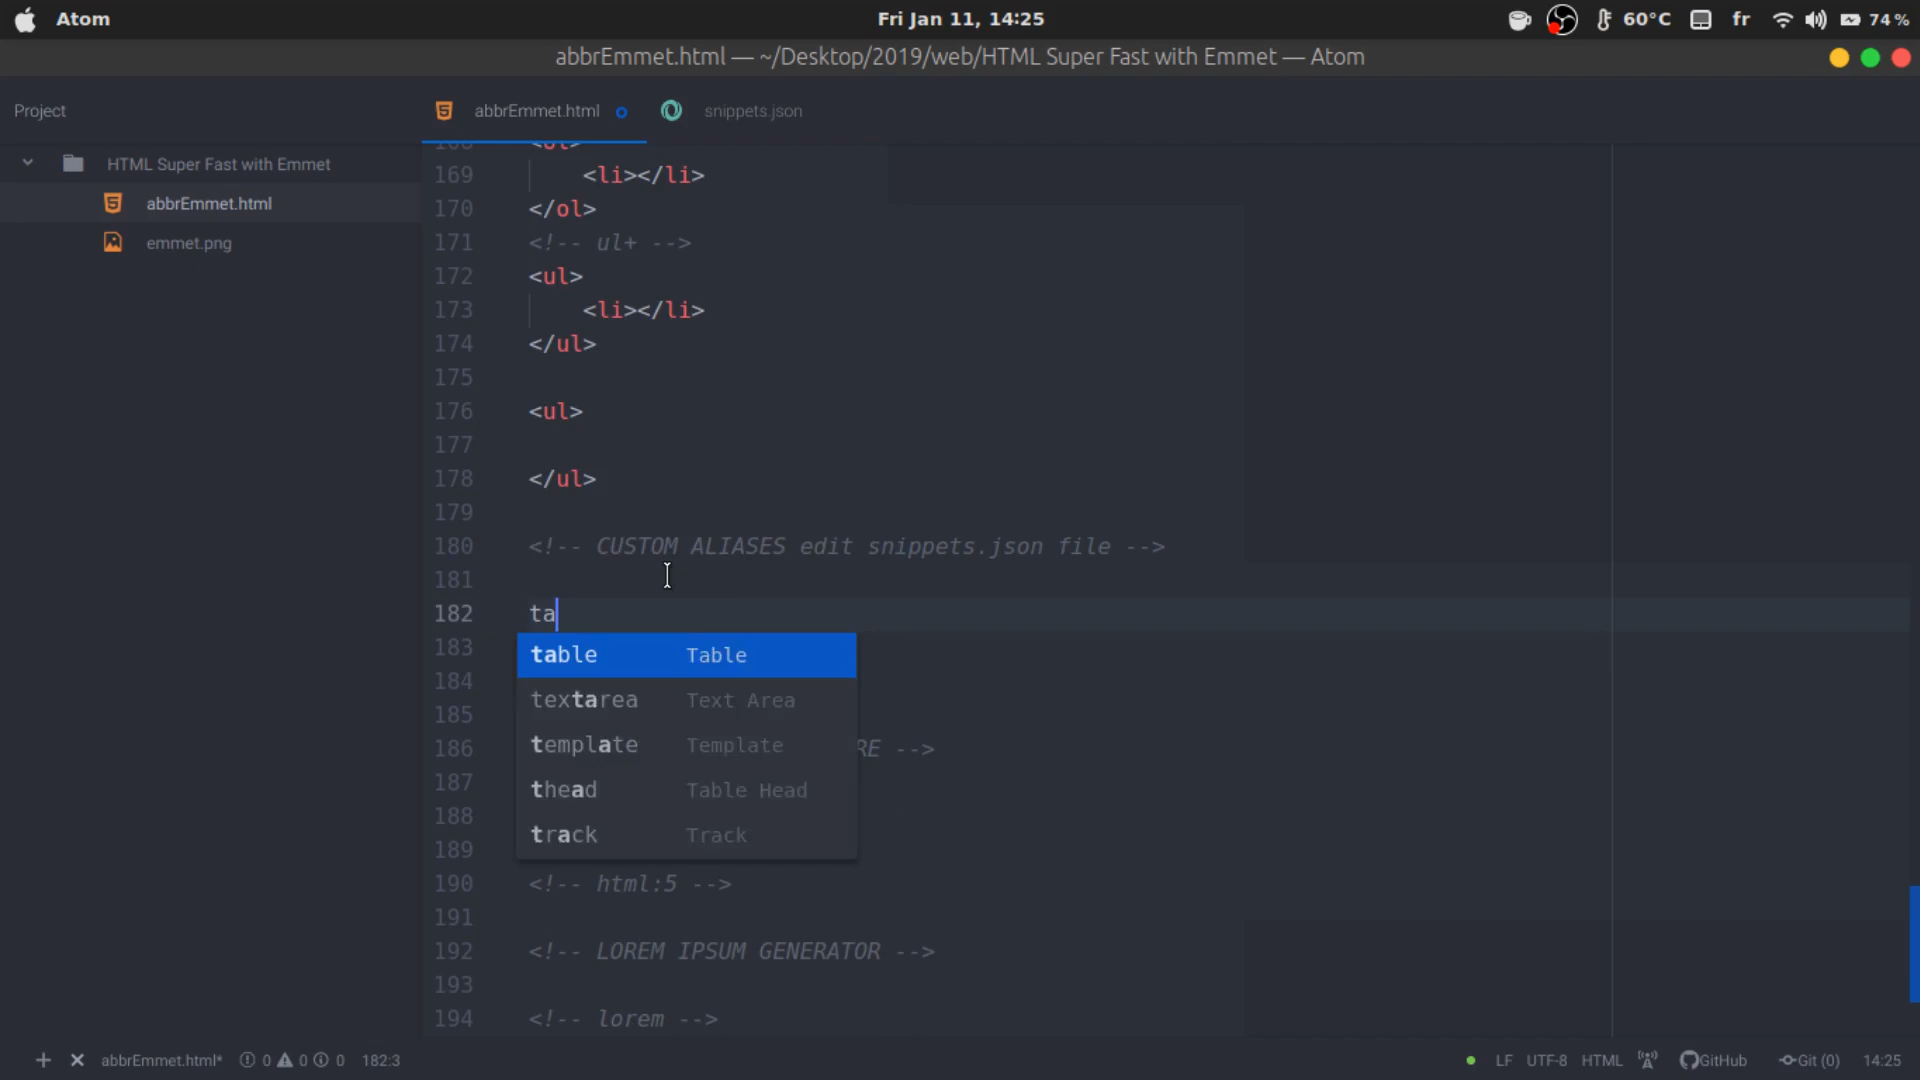 Atom
Fri Jan 11, 14:25
60°C
fr
74%
abbrEmmet.html — ~/Desktop/2019/web/HTML Super Fast with Emmet — Atom
Project
abbrEmmet.html
snippets.json
HTML Super Fast with Emmet
abbrEmmet.html
emmet.png
168 <ol>
169 <li></li>
170 </ol>
171 <!-- ul+ -->
172 <ul>
173 <li></li>
174 </ul>
175
176 <ul>
177
178 </ul>
179
180 <!-- CUSTOM ALIASES edit snippets.json file -->
181
182 ta
183 table Table
184 textarea Text Area
185
186 RE -->
template Template
187 thead Table Head
188 track Track
189
190 <!-- html:5 -->
191
192 <!-- LOREM IPSUM GENERATOR -->
193
194 <!-- lorem -->
abbrEmmet.html* 0 0 0 182:3
LF UTF-8 HTML GitHub Git (0) 14:25